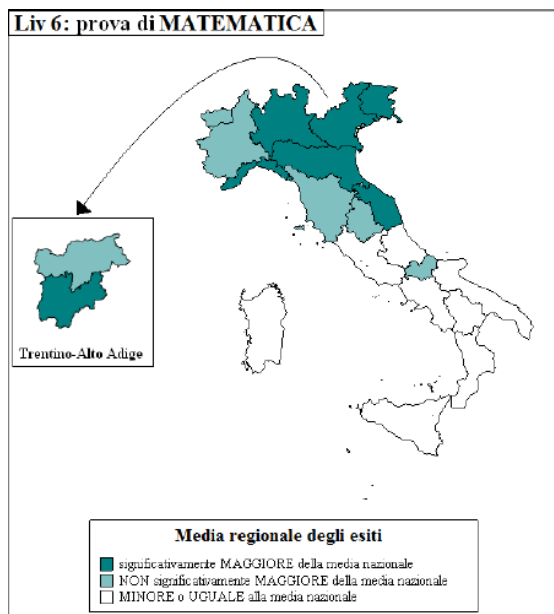 Liv 6: prova di MATEMATICA
Trentino-Alto Adige
Media regionale degli esiti
significativamente MAGGIORE della media nazionale
NON significativamente MAGGIORE della media nazionale
MINORE o UGUALE alla media nazionale